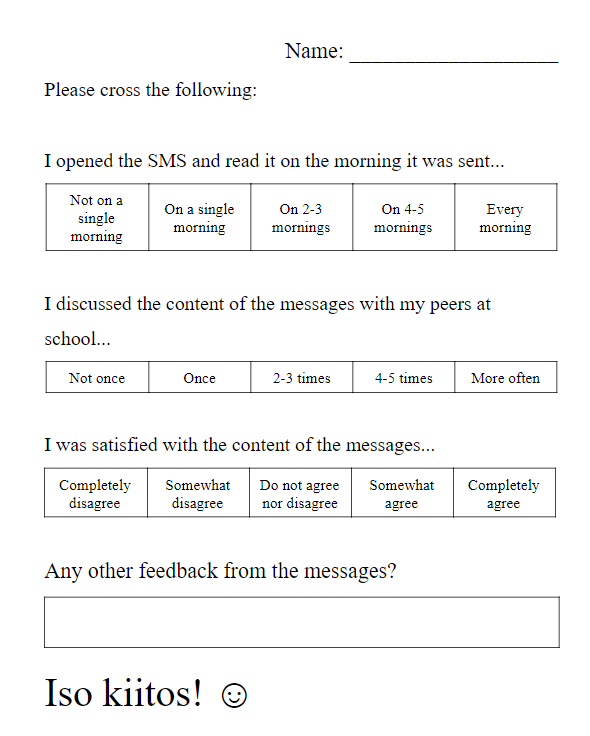 Name: ___________________
Please cross the following:
I opened the SMS and read it on the morning it was sent...
Not on a single morning
On a single morning
On 2-3 mornings
On 4-5 mornings
Every morning
I discussed the content of the messages with my peers at
school...
Not once
Once
2-3 times
4-5 times
More often
I was satisfied with the content of the messages...
Completely disagree
Somewhat disagree
Do not agree nor disagree
Somewhat agree
Completely agree
Any other feedback from the messages?
Iso kiitos! ☺